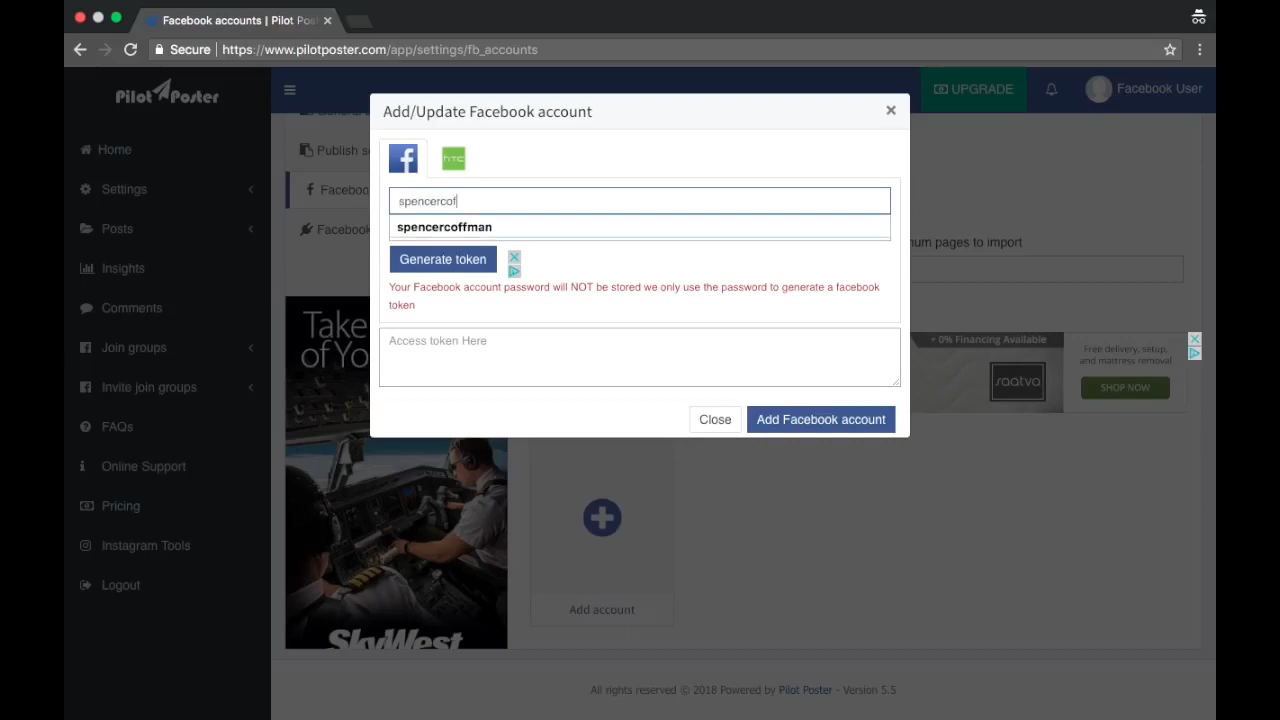 Facebook accounts | Pilot Pos
Secure
https://www.pilotposter.com/app/settings/fb_accounts
Pilot Poster
UPGRADE
Facebook User
Home
Settings
Posts
Insights
Comments
Join groups
Invite join groups
FAQs
Online Support
Pricing
Instagram Tools
Logout
Publish s
Faceboo
Facebook
Add/Update Facebook account
htc
spencercof
spencercoffman
Generate token
Your Facebook account password will NOT be stored we only use the password to generate a facebook
token
Access token Here
Close
Add Facebook account
num pages to import
+ 0% Financing Available
saatva
Free delivery, setup,
and mattress removal
SHOP NOW
Take
of Yo
SkyWest
Add account
All rights reserved © 2018 Powered by Pilot Poster - Version 5.5